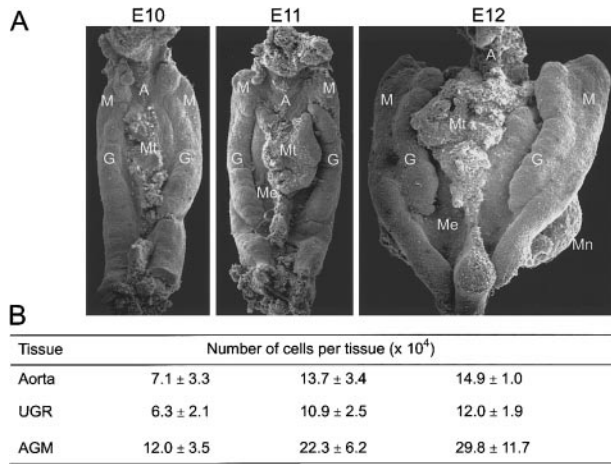 A
E10 E11 E12
M A M
G Mt G
M A M
G Mt G
Me
A
M Mt M
G G
Me
Mn
B
Tissue Number of cells per tissue (x 10⁴)
Aorta 7.1 ± 3.3 13.7 ± 3.4 14.9 ± 1.0
UGR 6.3 ± 2.1 10.9 ± 2.5 12.0 ± 1.9
AGM 12.0 ± 3.5 22.3 ± 6.2 29.8 ± 11.7